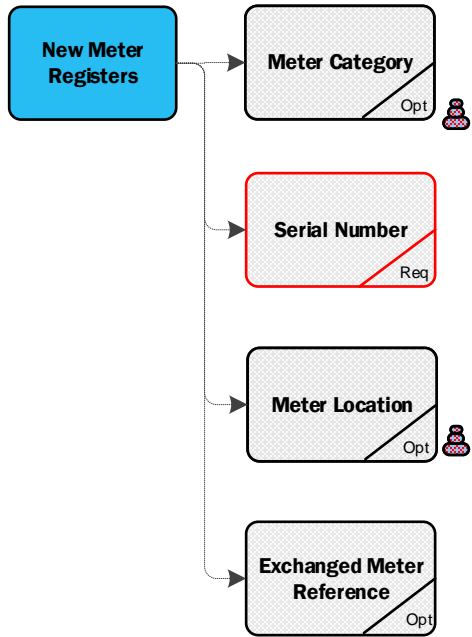 New Meter
Registers
Meter Category
Opt
Serial Number
Req
Meter Location
Opt
Exchanged Meter
Reference
Opt